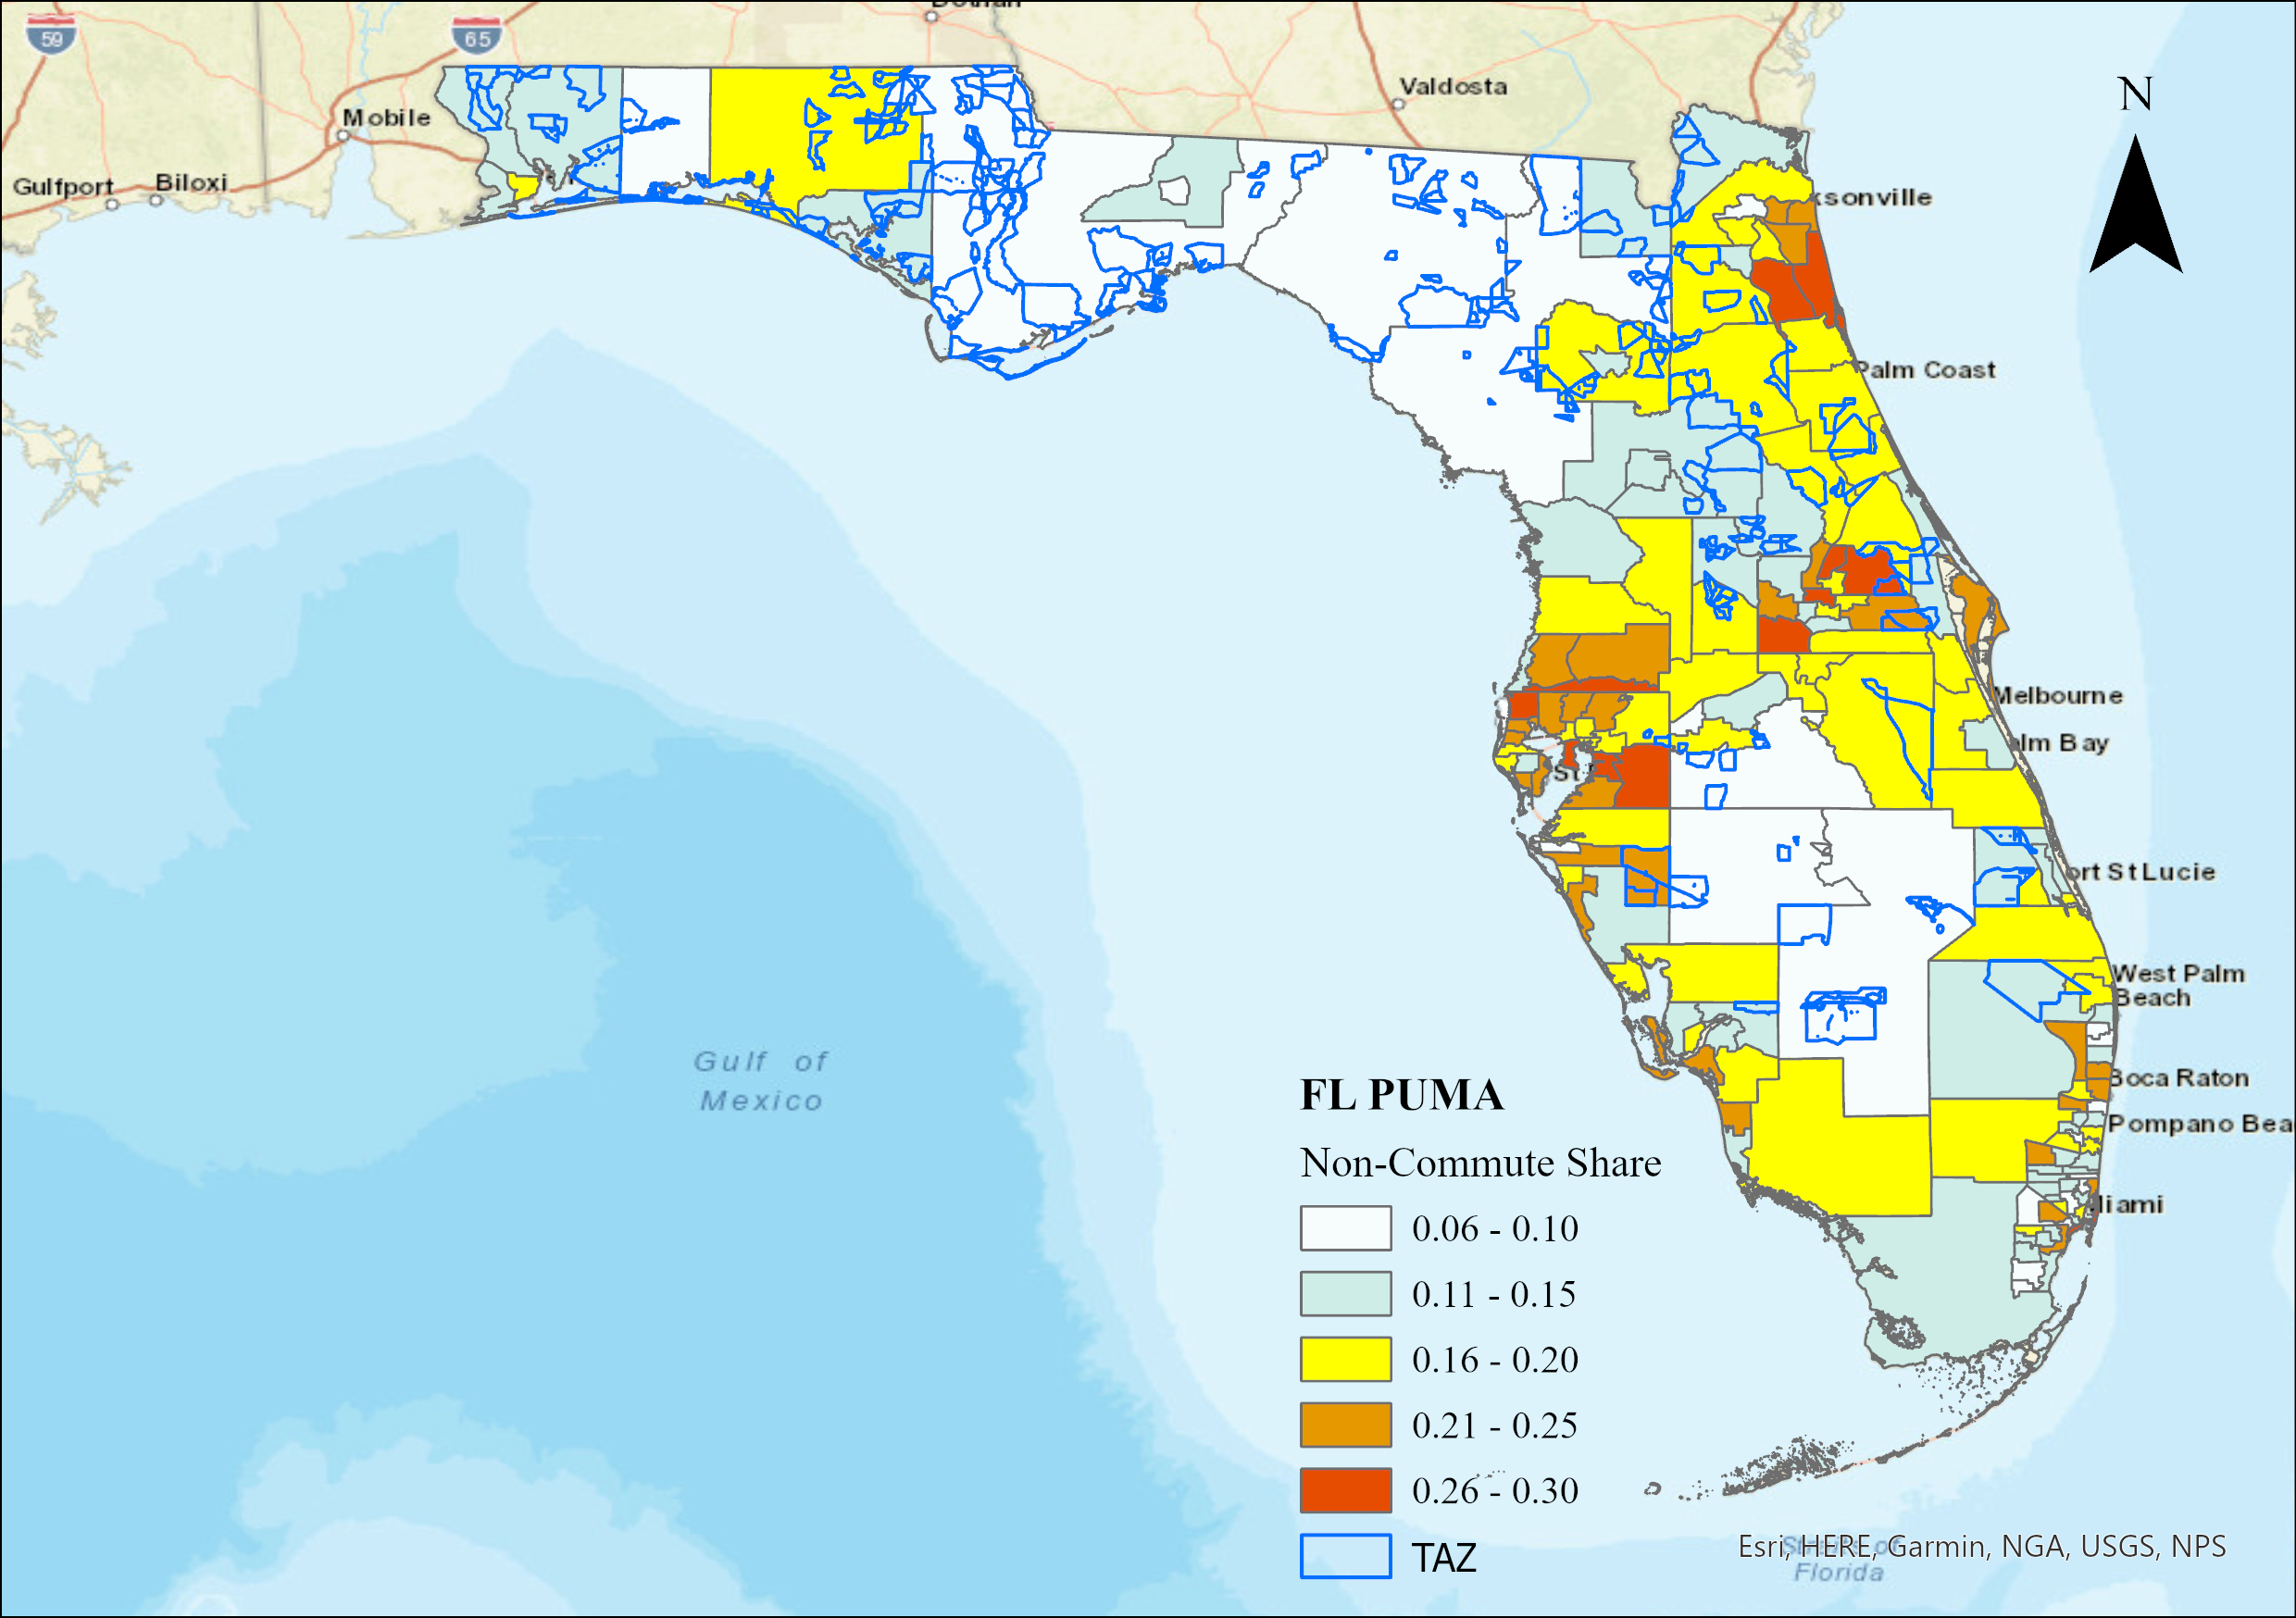 59
65
Mobile
Valdosta
N
Gulfport
Biloxi
ksonville
Palm Coast
Melbourne
lm Bay
St
ort St Lucie
West Palm
Beach
Gulf of
Mexico
Boca Raton
FL PUMA
Pompano Bea
Non-Commute Share
iami
0.06 - 0.10
0.11 - 0.15
0.16 - 0.20
0.21 - 0.25
0.26 - 0.30
TAZ
Esri, HERE, Garmin, NGA, USGS, NPS
Straits of
Florida